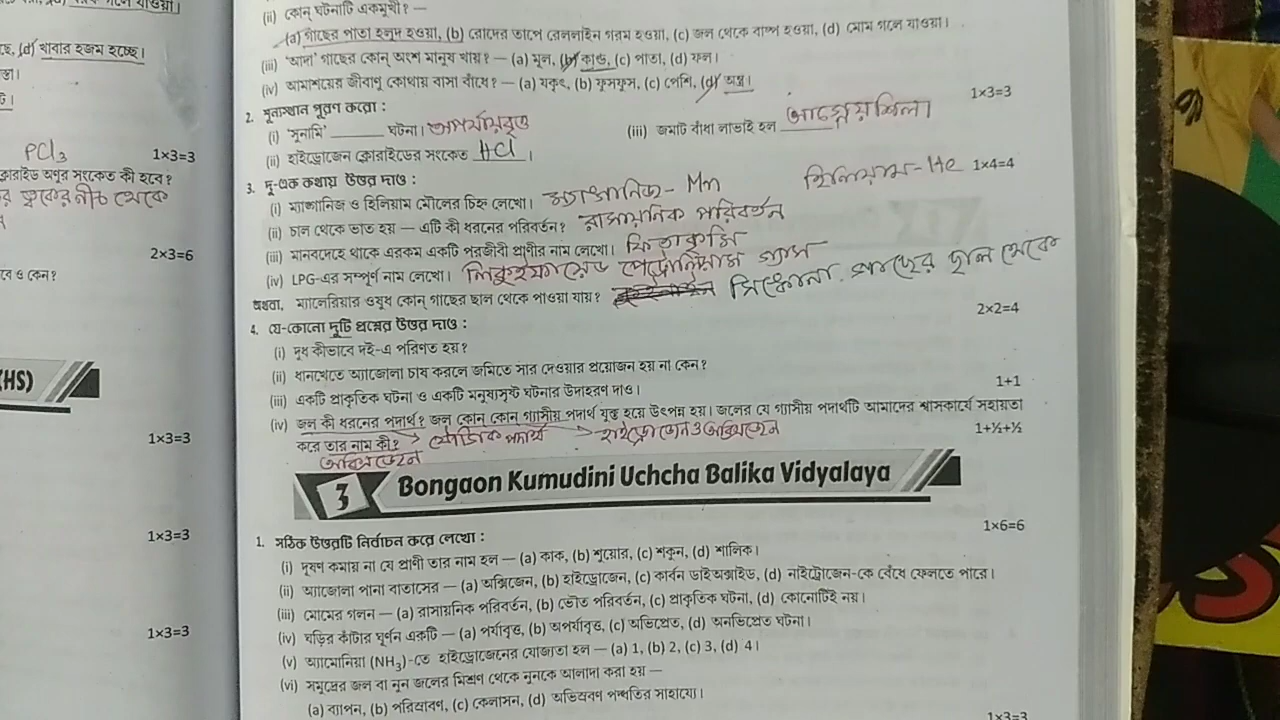 ছে, (d) খাবার হজম হচ্ছে।
PCl₃
1×3=3
ক্লোরাইড অণুর সংকেত কী হবে?
2×3=6
(HS)
1×3=3
1×3=3
1×3=3
(ii) কোন্ ঘটনাটি একমুখী? —
(a) গাছের পাতা হলুদ হওয়া, (b) রোদের তাপে রেললাইন গরম হওয়া, (c) জল থেকে বাষ্প হওয়া, (d) মোম গলে যাওয়া।
(iii) 'আদা' গাছের কোন্ অংশ মানুষ খায়? — (a) মূল, (b) কাণ্ড, (c) পাতা, (d) ফল।
(iv) আমাশয়ের জীবাণু কোথায় বাসা বাঁধে? — (a) যকৃৎ, (b) ফুসফুস, (c) পেশি, (d) অন্ত্র।
2. শূন্যস্থান পূরণ করো : 1×3=3
(i) 'সুনামি' ______ ঘটনা। অপর্যায়বৃত্ত (iii) জমাট বাঁধা লাভাই হল ______। আগ্নেয়শিলা
(ii) হাইড্রোজেন ক্লোরাইডের সংকেত HCl।
3. দু-এক কথায় উত্তর দাও : 1×4=4
(i) ম্যাঙ্গানিজ ও হিলিয়াম মৌলের চিহ্ন লেখো। ম্যাঙ্গানিজ - Mn হিলিয়াম - He
(ii) চাল থেকে ভাত হয় — এটি কী ধরনের পরিবর্তন? রাসায়নিক পরিবর্তন
(iii) মানবদেহে থাকে এরকম একটি পরজীবী প্রাণীর নাম লেখো। ফিতাকৃমি
(iv) LPG-এর সম্পূর্ণ নাম লেখো। লিকুইফায়েড পেট্রোলিয়াম গ্যাস
অথবা, ম্যালেরিয়ার ওষুধ কোন্ গাছের ছাল থেকে পাওয়া যায়? সিঙ্কোনা গাছের ছাল থেকে
4. যে-কোনো দুটি প্রশ্নের উত্তর দাও : 2×2=4
(i) দুধ কীভাবে দই-এ পরিণত হয়?
(ii) ধানখেতে অ্যাজোলা চাষ করলে জমিতে সার দেওয়ার প্রয়োজন হয় না কেন?
(iii) একটি প্রাকৃতিক ঘটনা ও একটি মনুষ্যসৃষ্ট ঘটনার উদাহরণ দাও। 1+1
(iv) জল কী ধরনের পদার্থ? জল কোন্ কোন্ গ্যাসীয় পদার্থ যুক্ত হয়ে উৎপন্ন হয়। জলের যে গ্যাসীয় পদার্থটি আমাদের শ্বাসকার্যে সহায়তা
করে তার নাম কী? → যৌগিক পদার্থ → হাইড্রোজেন ও অক্সিজেন 1+½+½
অক্সিজেন
3 Bongaon Kumudini Uchcha Balika Vidyalaya
1. সঠিক উত্তরটি নির্বাচন করে লেখো : 1×6=6
(i) দূষণ কমায় না যে প্রাণী তার নাম হল — (a) কাক, (b) শুয়োর, (c) শকুন, (d) শালিক।
(ii) অ্যাজোলা পানা বাতাসের — (a) অক্সিজেন, (b) হাইড্রোজেন, (c) কার্বন ডাইঅক্সাইড, (d) নাইট্রোজেন-কে বেঁধে ফেলতে পারে।
(iii) মোমের গলন — (a) রাসায়নিক পরিবর্তন, (b) ভৌত পরিবর্তন, (c) প্রাকৃতিক ঘটনা, (d) কোনোটিই নয়।
(iv) ঘড়ির কাঁটার ঘূর্ণন একটি — (a) পর্যাবৃত্ত, (b) অপর্যাবৃত্ত, (c) অভিপ্রেত, (d) অনভিপ্রেত ঘটনা।
(v) অ্যামোনিয়া (NH₃)-তে হাইড্রোজেনের যোজ্যতা হল — (a) 1, (b) 2, (c) 3, (d) 4।
(vi) সমুদ্রের জল বা নুন জলের মিশ্রণ থেকে নুনকে আলাদা করা হয় —
(a) ব্যাপন, (b) পরিস্রাবণ, (c) কেলাসন, (d) অভিস্রবণ পদ্ধতির সাহায্যে।
1×3=3